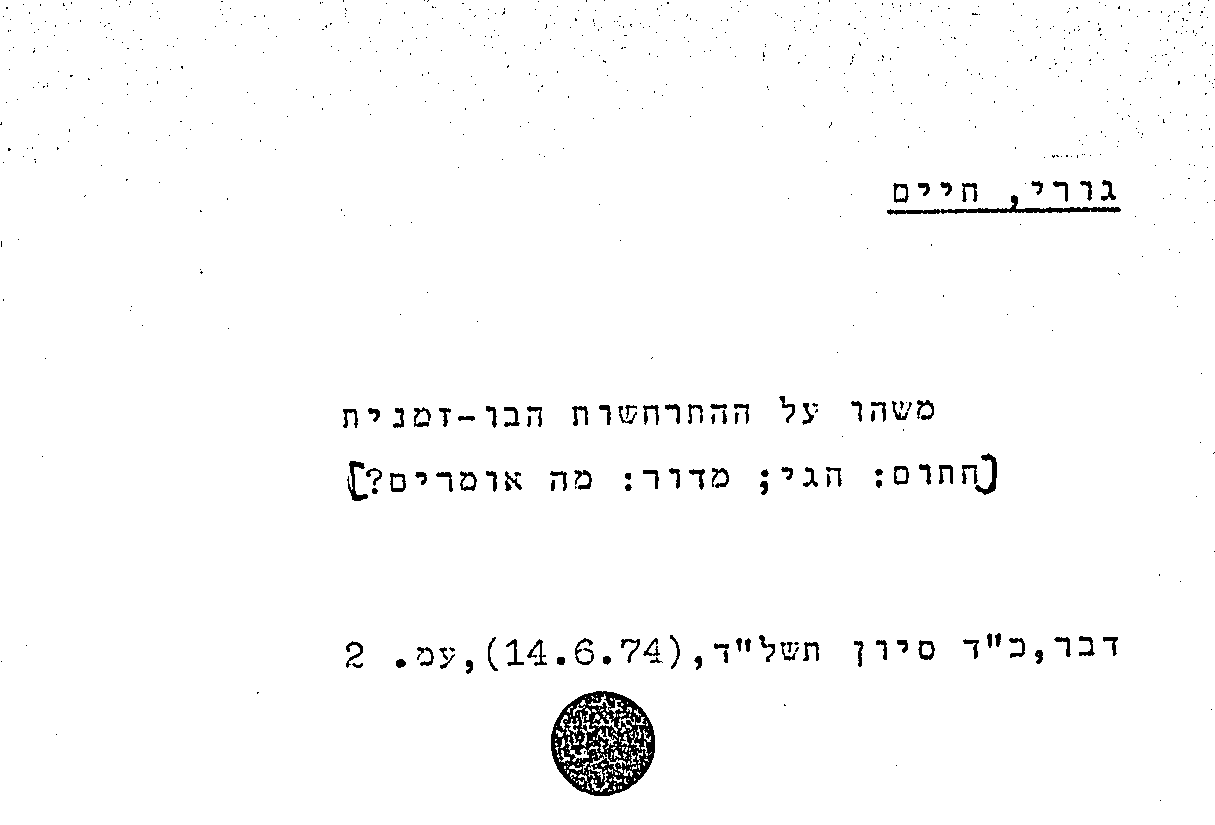 גורי, חיים
משהו על ההתרחשות הבו-זמנית
[חתום: חגי; מדור: מה אומרים?]
דבר,כ"ד סיון תשל"ד,(14.6.74),עמ. 2